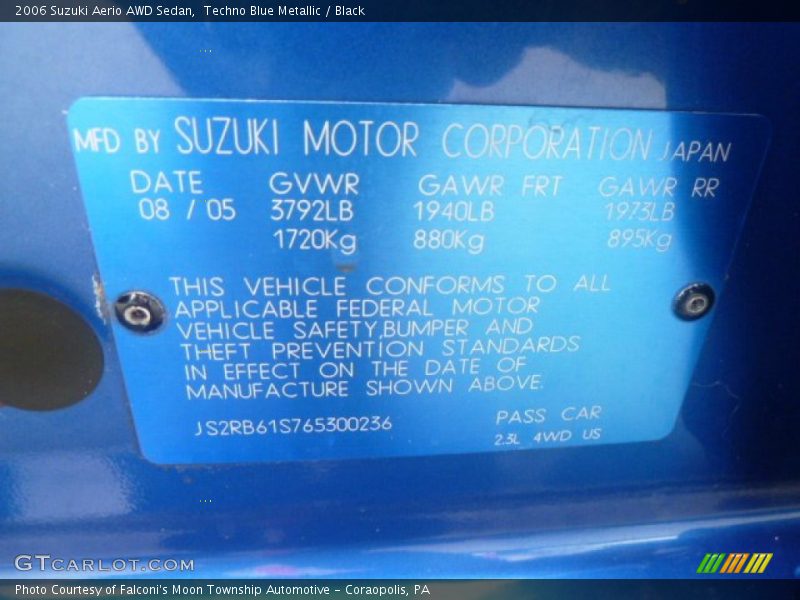 2006 Suzuki Aerio AWD Sedan, Techno Blue Metallic / Black
MFD BY SUZUKI MOTOR CORPORATION JAPAN
DATE GVWR GAWR FRT GAWR RR
08 / 05 3792LB 1940LB 1973LB
1720Kg 880Kg 895Kg
THIS VEHICLE CONFORMS TO ALL
APPLICABLE FEDERAL MOTOR
VEHICLE SAFETY,BUMPER AND
THEFT PREVENTION STANDARDS
IN EFFECT ON THE DATE OF
MANUFACTURE SHOWN ABOVE.
JS2RB61S765300236 PASS CAR
2.3L 4WD US
GTCARLOT.COM
Photo Courtesy of Falconi's Moon Township Automotive - Coraopolis, PA